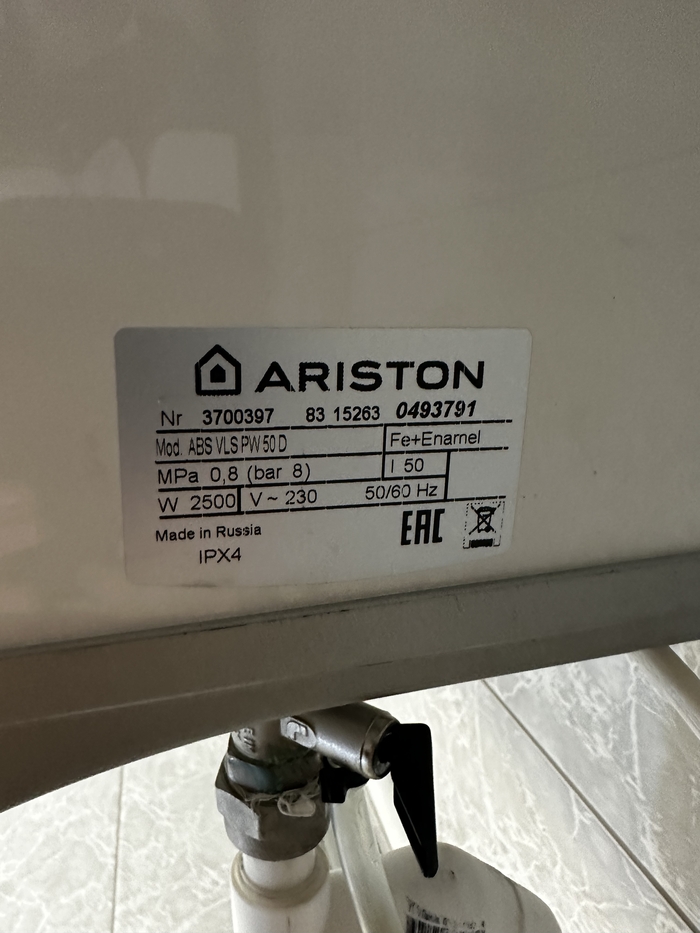 ARISTON
Nr 3700397 83 15263 0493791
Mod. ABS VLS PW 50 D
Fe+Enamel
MPa 0,8 (bar 8)
l 50
W 2500
V ~ 230 50/60 Hz
Made in Russia
EAC
IPX4